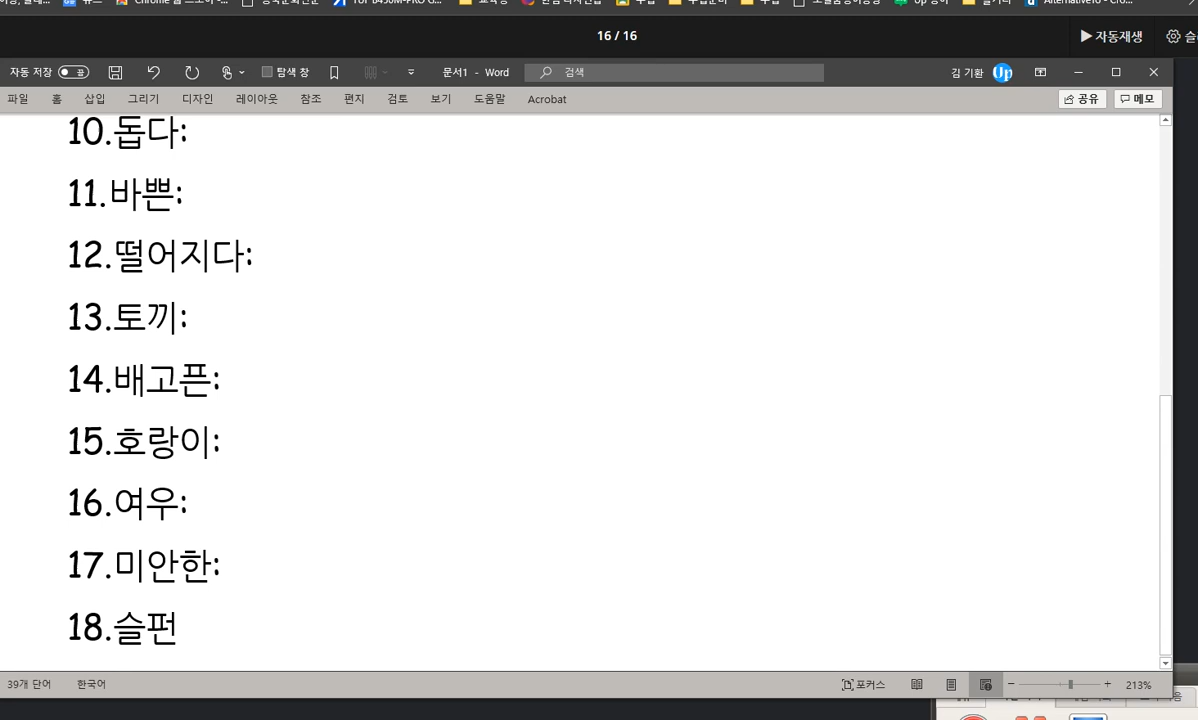 16 / 16
자동재생
자동 저장 끔
탐색 창
문서1 - Word
검색
김 기환 Up
파일 홈 삽입 그리기 디자인 레이아웃 참조 편지 검토 보기 도움말 Acrobat
공유 메모
10.돕다:
11.바쁜:
12.떨어지다:
13.토끼:
14.배고픈:
15.호랑이:
16.여우:
17.미안한:
18.슬펀
39개 단어 한국어
포커스
213%